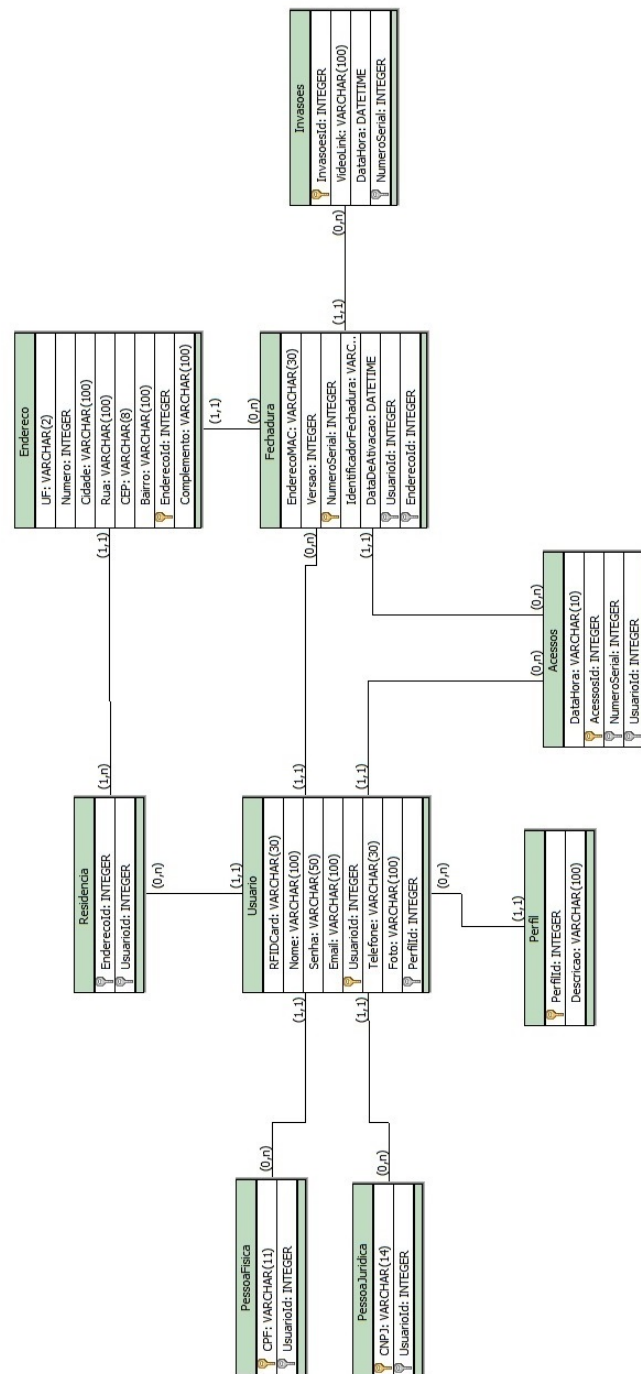 Invasoes
InvasoesId: INTEGER
VideoLink: VARCHAR(100)
DataHora: DATETIME
NumeroSerial: INTEGER
(0,n)
(1,1)
Endereco
UF: VARCHAR(2)
Numero: INTEGER
Cidade: VARCHAR(100)
Rua: VARCHAR(100)
CEP: VARCHAR(8)
Bairro: VARCHAR(100)
EnderecoId: INTEGER
Complemento: VARCHAR(100)
(1,1)
(0,n)
(1,1)
Fechadura
EnderecoMAC: VARCHAR(30)
Versao: INTEGER
NumeroSerial: INTEGER
IdentificadorFechadura: VARC...
DataDeAtivacao: DATETIME
UsuarioId: INTEGER
EnderecoId: INTEGER
(0,n)
(1,1)
(0,n)
(0,n)
Acessos
DataHora: VARCHAR(10)
AcessosId: INTEGER
NumeroSerial: INTEGER
UsuarioId: INTEGER
(1,n)
Residencia
EnderecoId: INTEGER
UsuarioId: INTEGER
(0,n)
(1,1)
(1,1)
(1,1)
Usuario
RFIDCard: VARCHAR(30)
Nome: VARCHAR(100)
Senha: VARCHAR(50)
Email: VARCHAR(100)
UsuarioId: INTEGER
Telefone: VARCHAR(30)
Foto: VARCHAR(100)
PerfilId: INTEGER
(0,n)
(1,1)
Perfil
PerfilId: INTEGER
Descricao: VARCHAR(100)
(1,1)
(1,1)
(0,n)
(0,n)
PessoaFisica
CPF: VARCHAR(11)
UsuarioId: INTEGER
PessoaJuridica
CNPJ: VARCHAR(14)
UsuarioId: INTEGER